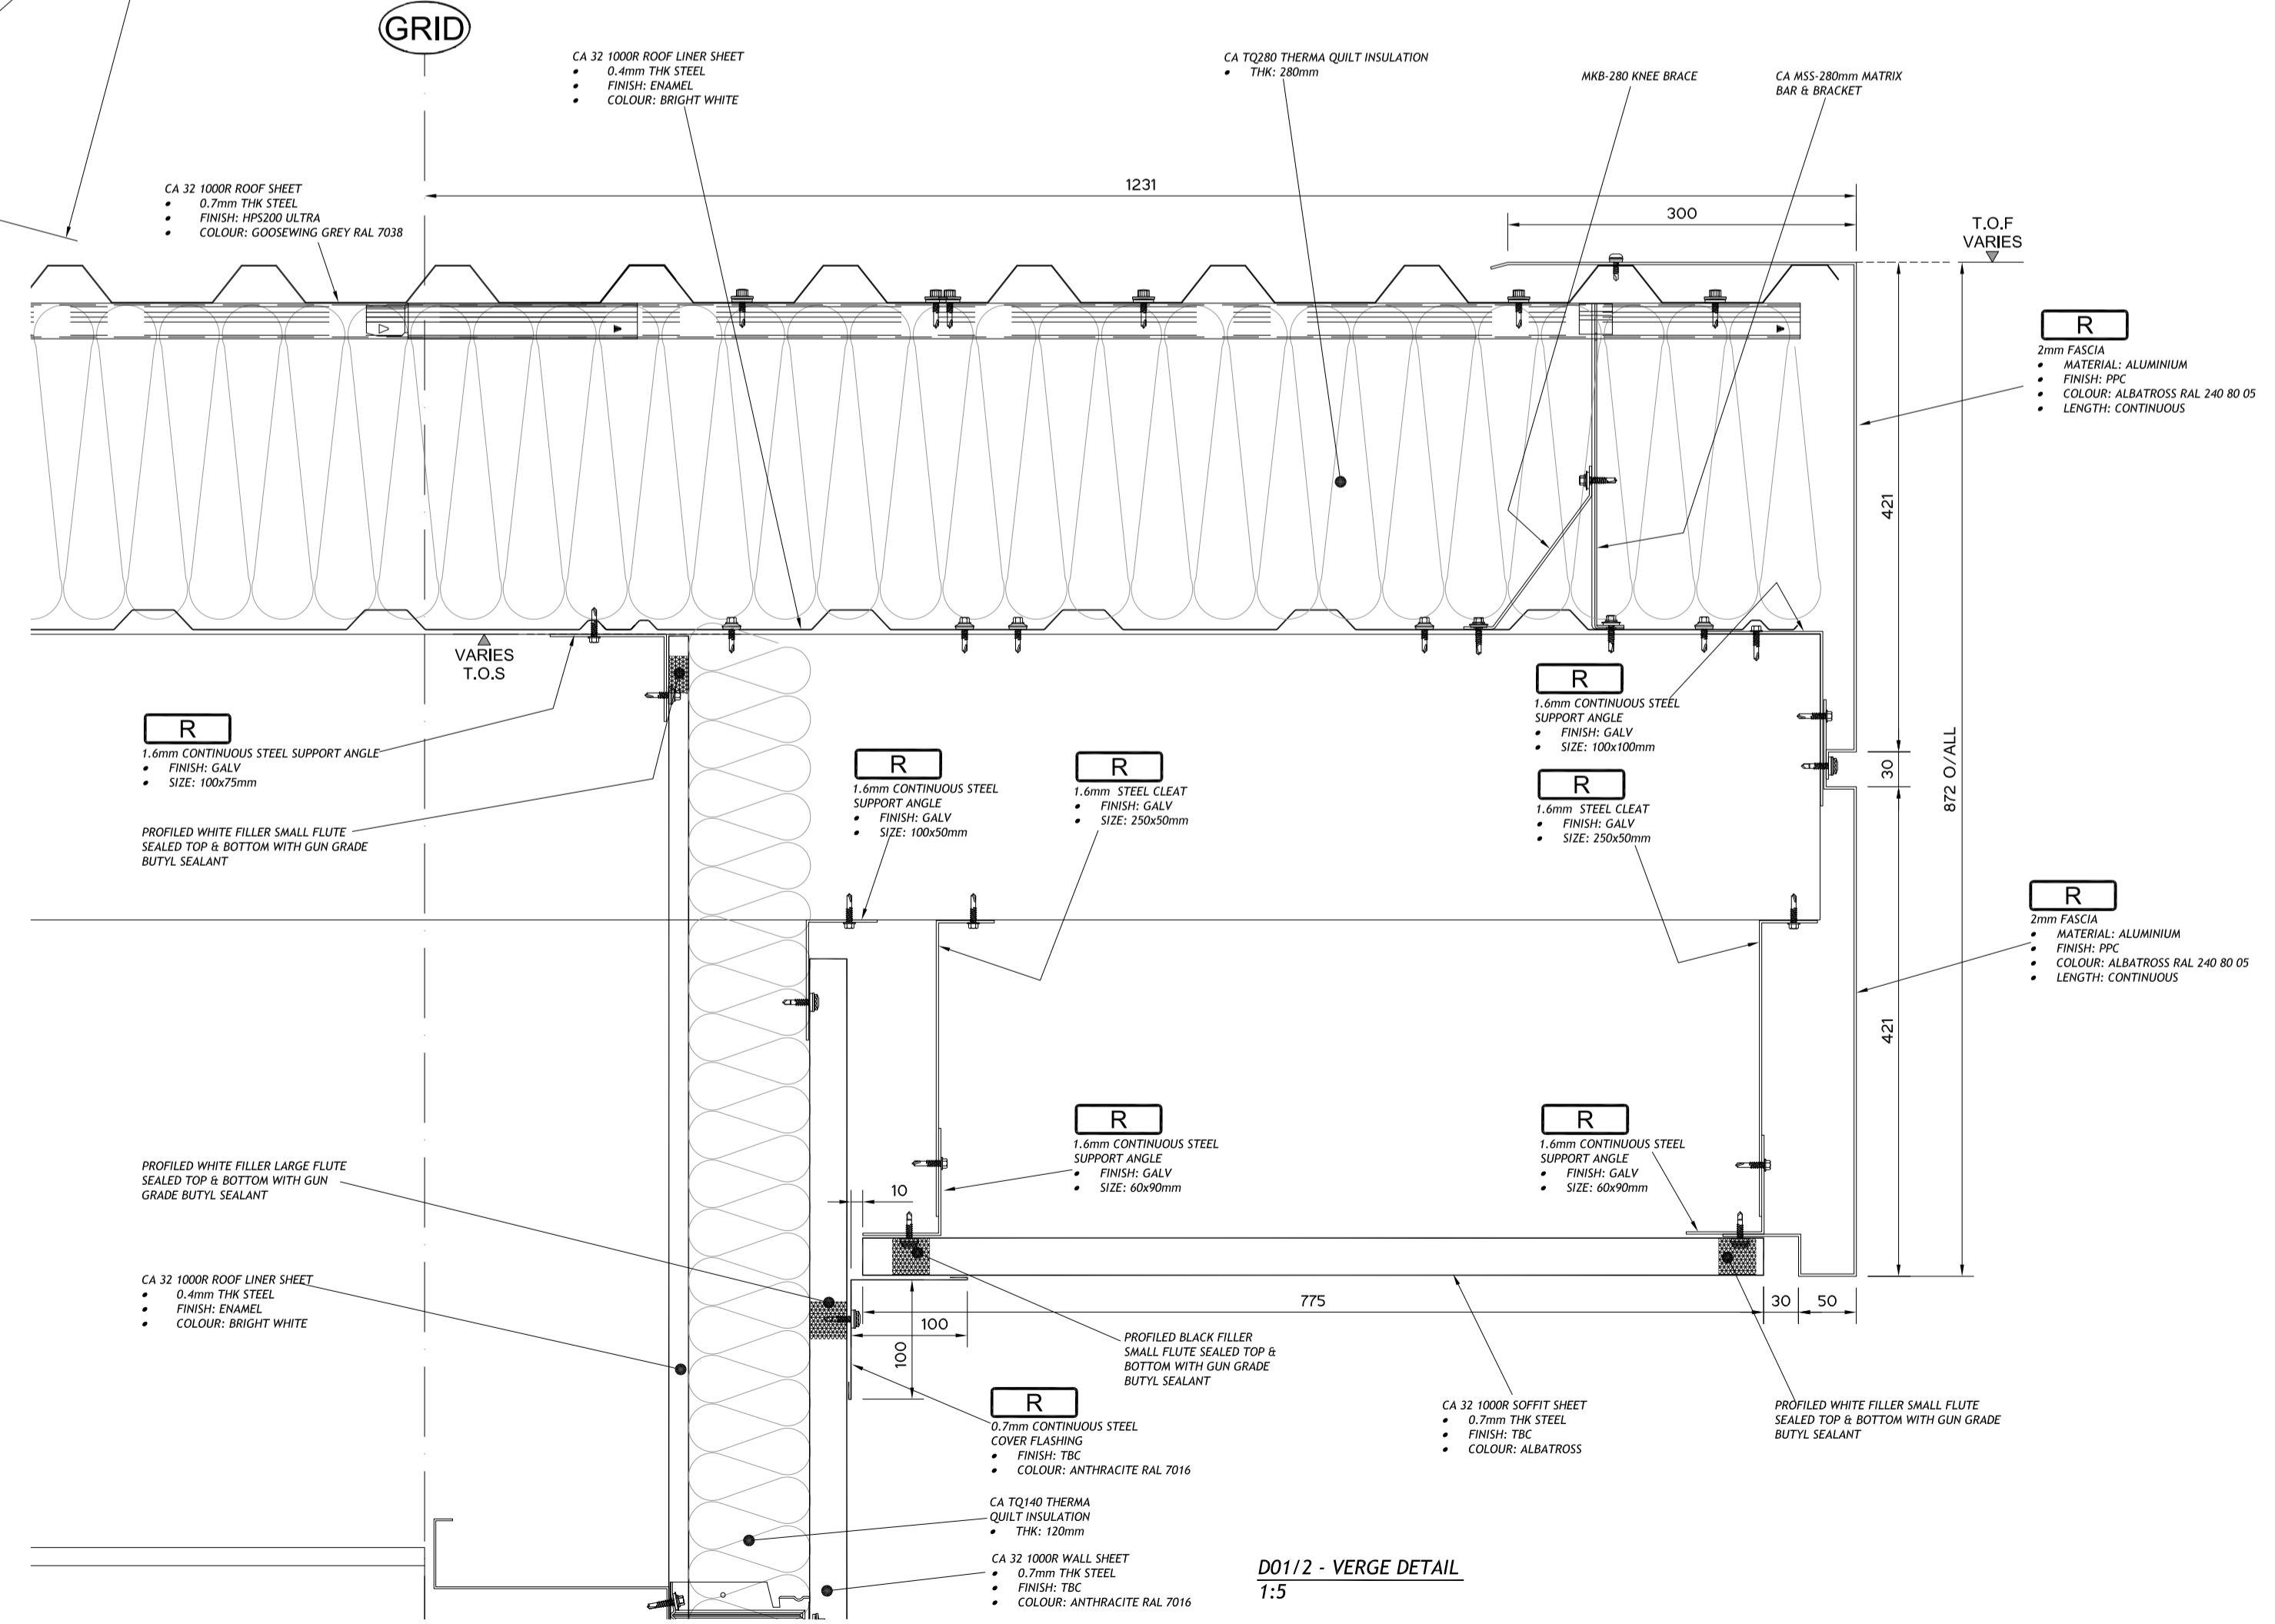 GRID
CA 32 1000R ROOF LINER SHEET
• 0.4mm THK STEEL
• FINISH: ENAMEL
• COLOUR: BRIGHT WHITE
CA TQ280 THERMA QUILT INSULATION
• THK: 280mm
MKB-280 KNEE BRACE
CA MSS-280mm MATRIX
BAR & BRACKET
CA 32 1000R ROOF SHEET
• 0.7mm THK STEEL
• FINISH: HPS200 ULTRA
• COLOUR: GOOSEWING GREY RAL 7038
1231
300
T.O.F
VARIES
R
2mm FASCIA
• MATERIAL: ALUMINIUM
• FINISH: PPC
• COLOUR: ALBATROSS RAL 240 80 05
• LENGTH: CONTINUOUS
421
VARIES
T.O.S
R
1.6mm CONTINUOUS STEEL SUPPORT ANGLE
• FINISH: GALV
• SIZE: 100x75mm
PROFILED WHITE FILLER SMALL FLUTE
SEALED TOP & BOTTOM WITH GUN GRADE
BUTYL SEALANT
R
1.6mm CONTINUOUS STEEL
SUPPORT ANGLE
• FINISH: GALV
• SIZE: 100x50mm
R
1.6mm STEEL CLEAT
• FINISH: GALV
• SIZE: 250x50mm
R
1.6mm CONTINUOUS STEEL
SUPPORT ANGLE
• FINISH: GALV
• SIZE: 100x100mm
R
1.6mm STEEL CLEAT
• FINISH: GALV
• SIZE: 250x50mm
30
872 O/ALL
R
2mm FASCIA
• MATERIAL: ALUMINIUM
• FINISH: PPC
• COLOUR: ALBATROSS RAL 240 80 05
• LENGTH: CONTINUOUS
421
PROFILED WHITE FILLER LARGE FLUTE
SEALED TOP & BOTTOM WITH GUN
GRADE BUTYL SEALANT
R
1.6mm CONTINUOUS STEEL
SUPPORT ANGLE
• FINISH: GALV
• SIZE: 60x90mm
R
1.6mm CONTINUOUS STEEL
SUPPORT ANGLE
• FINISH: GALV
• SIZE: 60x90mm
10
CA 32 1000R ROOF LINER SHEET
• 0.4mm THK STEEL
• FINISH: ENAMEL
• COLOUR: BRIGHT WHITE
775
30
50
100
100
PROFILED BLACK FILLER
SMALL FLUTE SEALED TOP &
BOTTOM WITH GUN GRADE
BUTYL SEALANT
R
0.7mm CONTINUOUS STEEL
COVER FLASHING
• FINISH: TBC
• COLOUR: ANTHRACITE RAL 7016
CA 32 1000R SOFFIT SHEET
• 0.7mm THK STEEL
• FINISH: TBC
• COLOUR: ALBATROSS
PROFILED WHITE FILLER SMALL FLUTE
SEALED TOP & BOTTOM WITH GUN GRADE
BUTYL SEALANT
CA TQ140 THERMA
QUILT INSULATION
• THK: 120mm
CA 32 1000R WALL SHEET
• 0.7mm THK STEEL
• FINISH: TBC
• COLOUR: ANTHRACITE RAL 7016
D01/2 - VERGE DETAIL
1:5